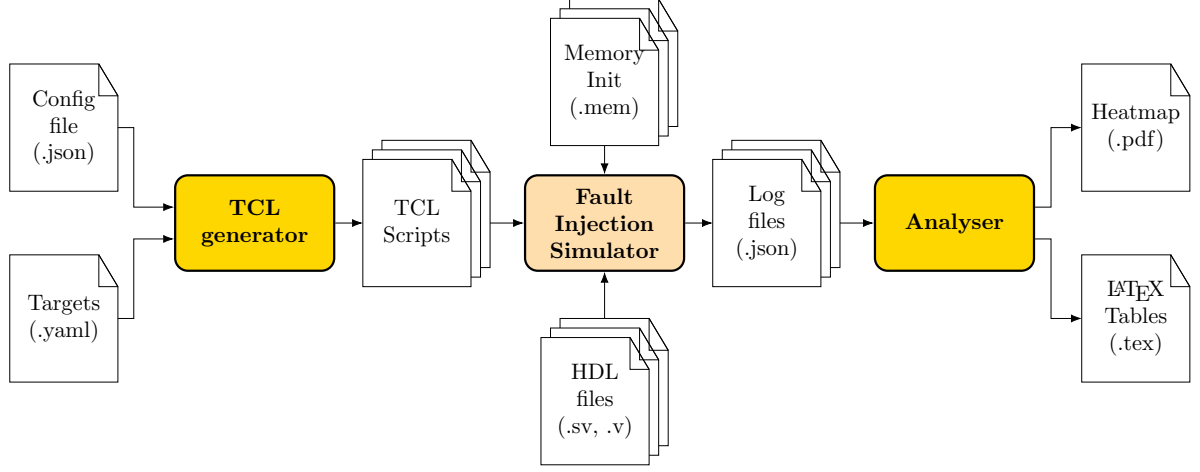 Config
file
(.json)
Targets
(.yaml)
TCL
generator
TCL
Scripts
Memory
Init
(.mem)
Fault
Injection
Simulator
HDL
files
(.sv, .v)
Log
files
(.json)
Analyser
Heatmap
(.pdf)
LATEX
Tables
(.tex)